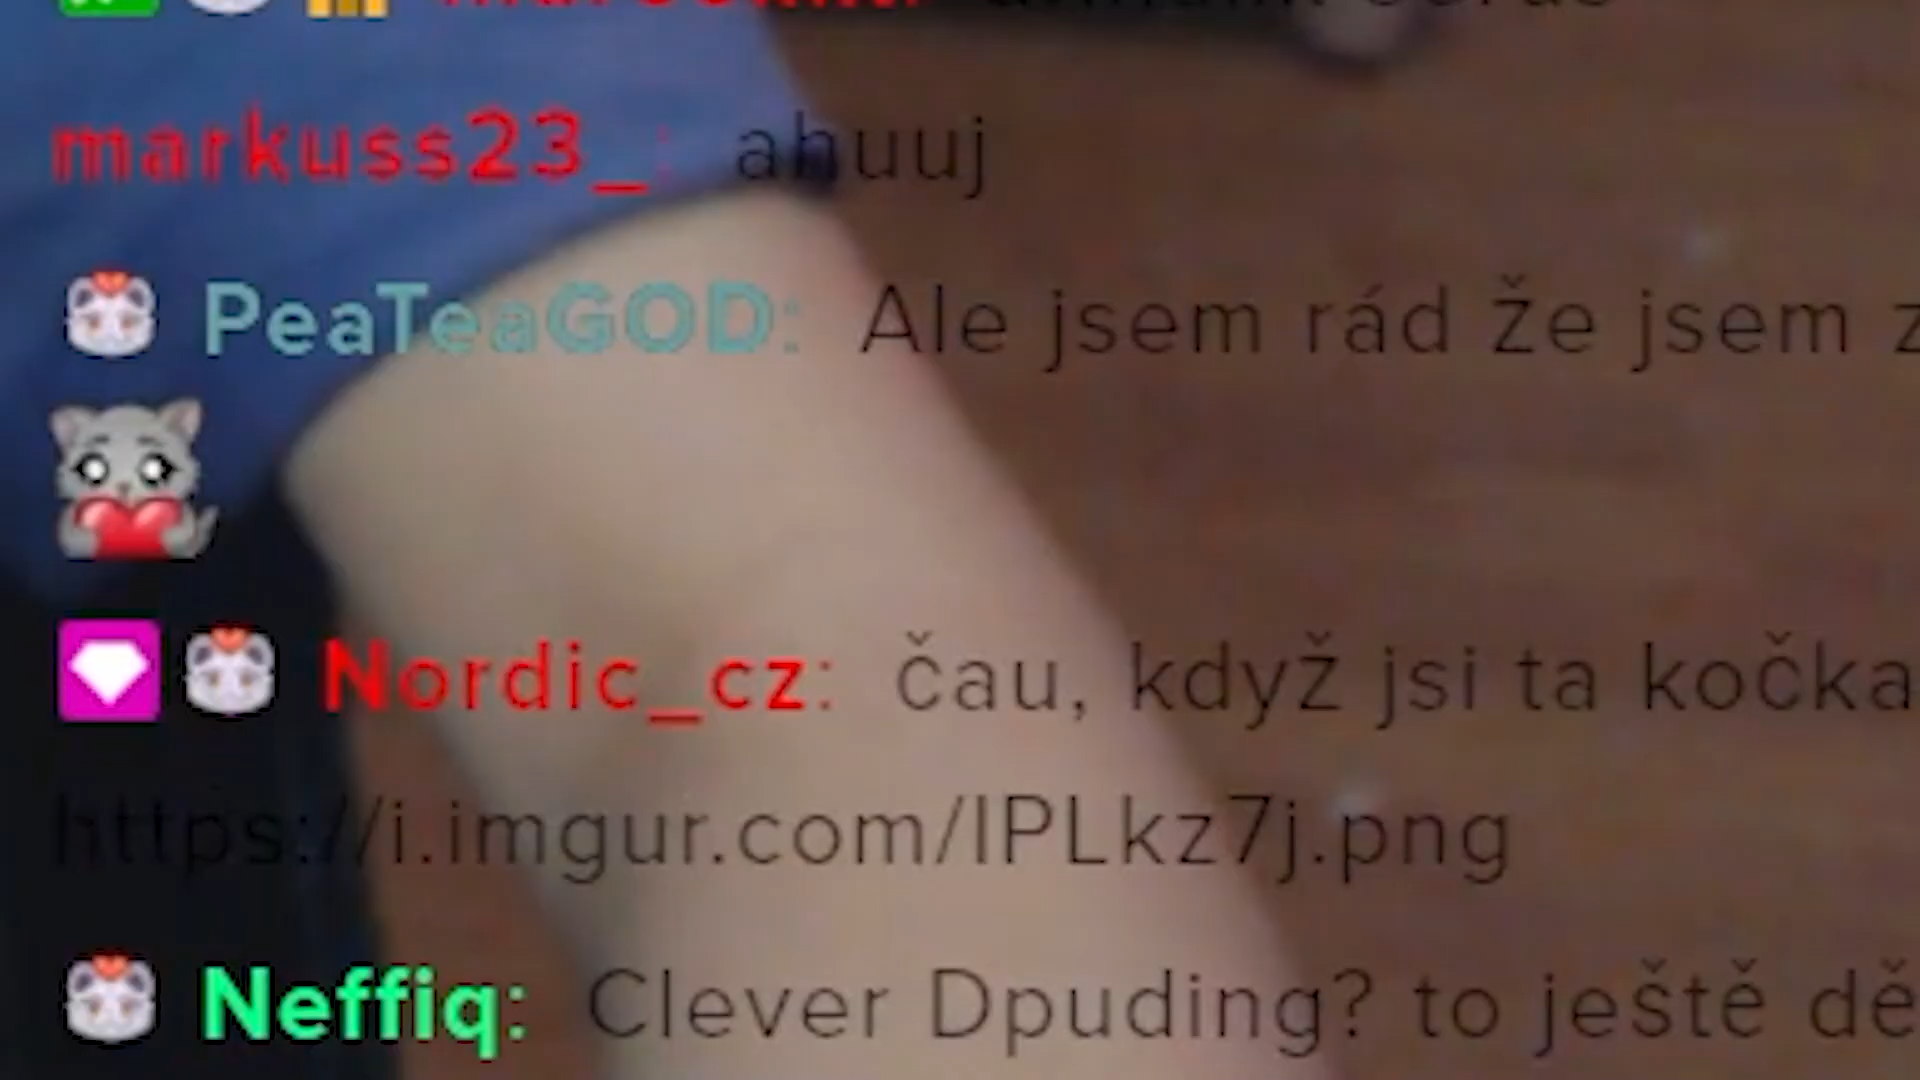 markuss23_: ahuuj
PeaTeaGOD: Ale jsem rád že jsem
Nordic_cz: čau, když jsi ta kočka
https://i.imgur.com/IPLkz7j.png
Neffiq: Clever Dpuding? to ještě